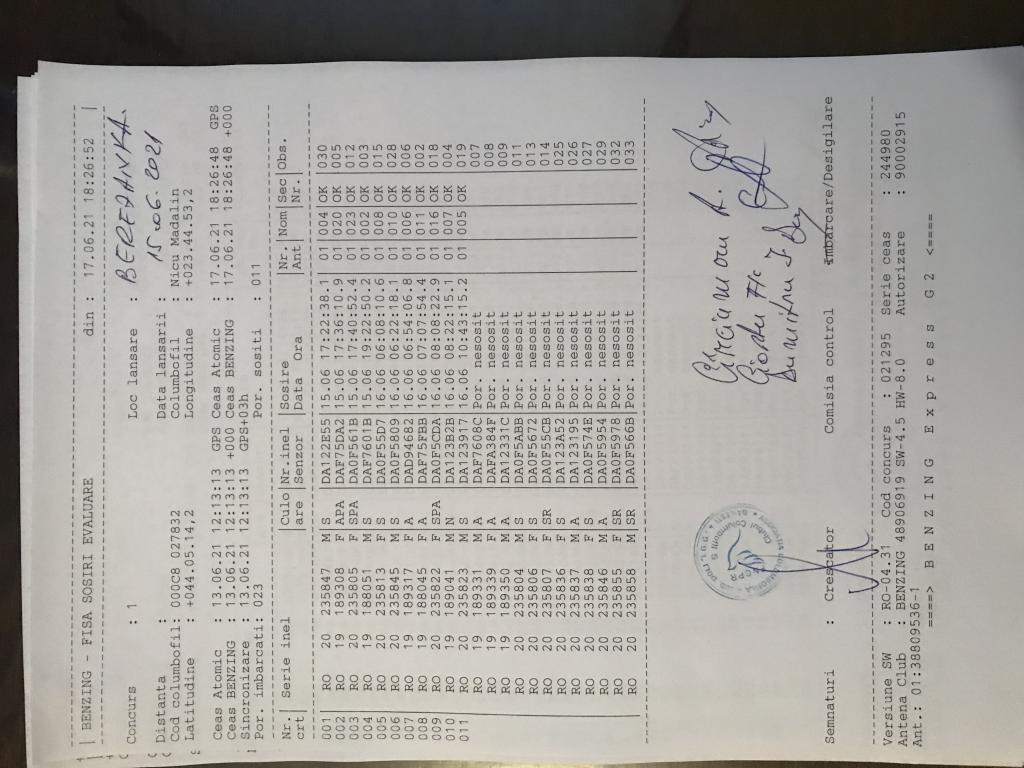 | BENZING - FISA SOSIRI EVALUARE din : 17.06.21 18:26:52 |
Concurs : 1 Loc lansare : BEREANKA
Distanta : Data lansarii : 15.06.2021
Cod columbofil: 000C8 027832 Columbofil : Nicu Madalin
Latitudine : +044.05.14,2 Longitudine : +023.44.53,2
Ceas Atomic : 13.06.21 12:13:13 GPS Ceas Atomic : 17.06.21 18:26:48 GPS
Ceas BENZING : 13.06.21 12:13:13 +000 Ceas BENZING : 17.06.21 18:26:48 +000
Sincronizare : 13.06.21 12:13:13 GPS+03h
Por. imbarcati: 023 Por. sositi : 011
Nr.| Serie inel |Culo|Nr.inel |Sosire |Nr. |Nom|Sec|Obs.
crt| |are |Senzor |Data Ora |Ant | |Nr.|
001 RO 20 235847 M S DA122E55 15.06 17:22:38.1 01 004 OK 030
002 RO 19 189308 F APA DAF75DA2 15.06 17:36:10.9 01 020 OK 005
003 RO 20 235805 F SPA DA0F561B 15.06 17:40:52.4 01 023 OK 012
004 RO 19 188051 M S DAF7601B 15.06 19:22:50.2 01 002 OK 003
005 RO 20 235813 F S DA0F55D7 16.06 06:08:10.6 01 008 OK 015
006 RO 20 235845 M S DA0F5809 16.06 06:22:18.1 01 010 OK 028
007 RO 19 189317 F A DAD94682 16.06 06:54:06.8 01 006 OK 006
008 RO 19 188045 F A DAF75FBB 16.06 07:07:54.4 01 011 OK 002
009 RO 20 235822 F SPA DA0F5CDA 16.06 08:08:22.9 01 016 OK 018
010 RO 19 189041 M N DA123B2B 16.06 08:22:15.1 01 007 OK 004
011 RO 20 235823 M S DA123917 16.06 10:43:15.2 01 005 OK 019
RO 19 189331 M A DAF7608C Por. nesosit 007
RO 19 189339 M A DAFA384F Por. nesosit 008
RO 19 189550 M A DA12331C Por. nesosit 009
RO 20 235804 M S DA0F5ABB Por. nesosit 011
RO 20 235806 F S DA0F5672 Por. nesosit 013
RO 20 235807 F SR DA0F55CB Por. nesosit 014
RO 20 235836 F S DA123A52 Por. nesosit 025
RO 20 235837 M A DA123195 Por. nesosit 026
RO 20 235838 F S DA0F574E Por. nesosit 027
RO 20 235846 M A DA0F5954 Por. nesosit 029
RO 20 235855 F SR DA0F5978 Por. nesosit 032
RO 20 235858 M SR DA0F566B Por. nesosit 033
Dumitru I
Clubul Columbofil
CPR
Semnaturi : Crescator Comisia control Imbarcare/Desigilare
Versiune SW : RO-04.31 Cod concurs : 021295 Serie ceas : 244980
Antena Club : BENZING 48906919 SW-4.5 HW-8.0 Autorizare : 90002915
Ant.: 01:38809536-1
====> B E N Z I N G E x p r e s s G 2 <====